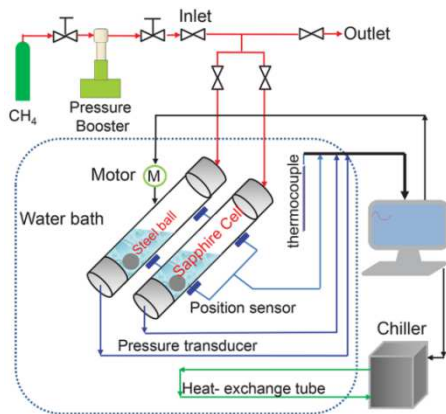 Inlet
Outlet
CH4
Pressure
Booster
Motor
M
Water bath
Steel ball
Sapphire Cell
thermocouple
Position sensor
Pressure transducer
Chiller
Heat- exchange tube